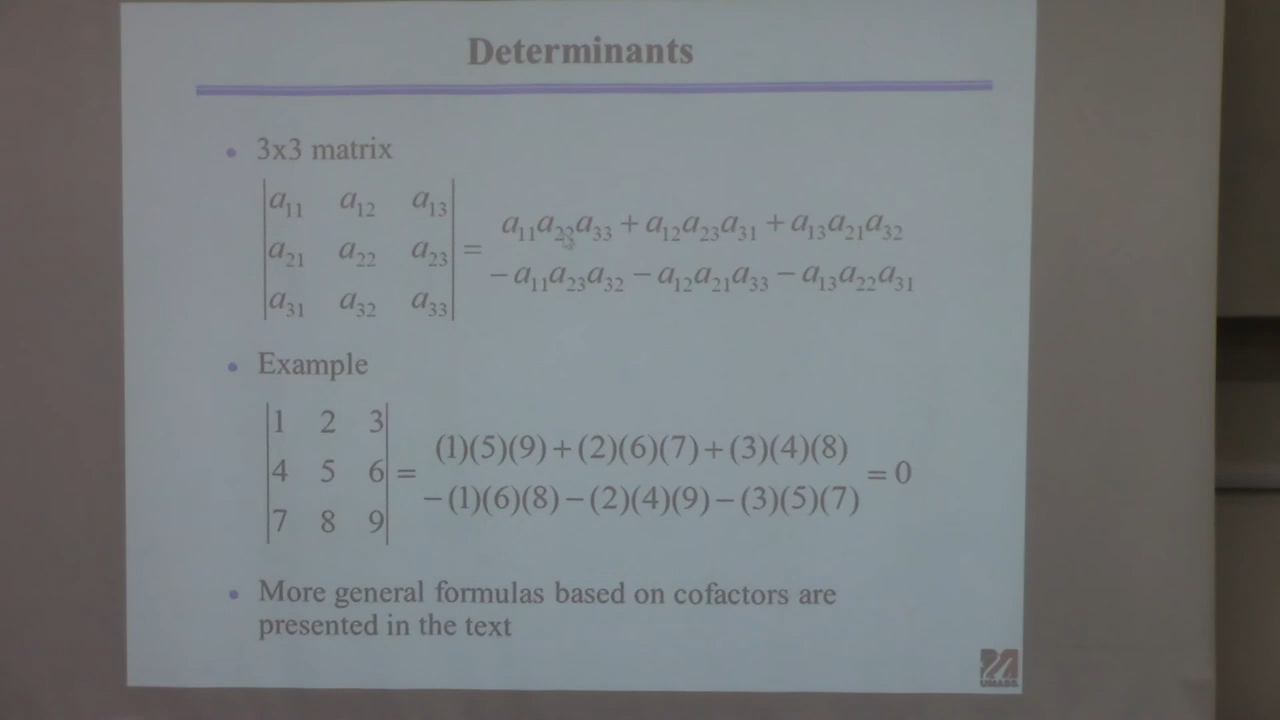 Determinants
• 3x3 matrix
|a11 a12 a13|
|a21 a22 a23| =
|a31 a32 a33|
a11a22a33 + a12a23a31 + a13a21a32
− a11a23a32 − a12a21a33 − a13a22a31
• Example
|1 2 3|
|4 5 6| =
|7 8 9|
(1)(5)(9) + (2)(6)(7) + (3)(4)(8)
− (1)(6)(8) − (2)(4)(9) − (3)(5)(7)
= 0
• More general formulas based on cofactors are
presented in the text
UMASS